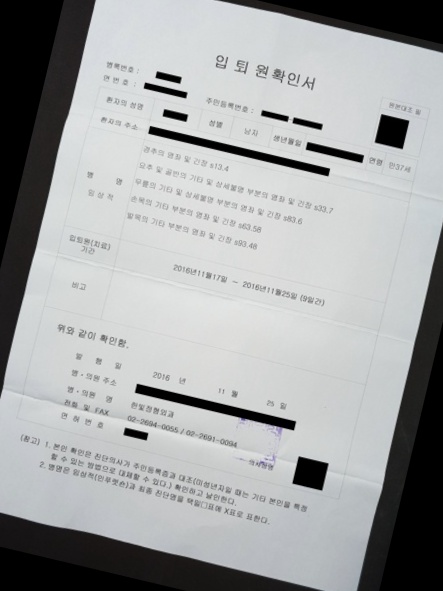 입 퇴 원확인서
병록번호 :
연 번 호 :
주민등록번호 :
원본대조 필
환자의 성명
성별 남자 생년월일 연령 만37세
환자의 주소
병 명
임상적
경추의 염좌 및 긴장 s13.4
요추 및 골반의 기타 및 상세불명 부분의 염좌 및 긴장 s33.7
무릎의 기타 및 상세불명 부분의 염좌 및 긴장 s83.6
손목의 기타 부분의 염좌 및 긴장 s63.58
발목의 기타 부분의 염좌 및 긴장 s93.48
입퇴원(치료)
기간
2016년11월17일 ~ 2016년11월25일 (9일간)
비고
위와 같이 확인함.
발 행 일 2016 년 11 월 25 일
병·의원 주소
병·의원 명 한빛정형외과
전화 및 FAX 02-2694-0055 / 02-2691-0094
면 허 번 호
의사성명
(참고) 1. 본인 확인은 진단의사가 주민등록증과 대조(미성년자일 때는 기타 본인을 특정
할 수 있는 방법으로 대체할 수 있다.) 확인하고 날인한다.
2. 병명은 임상적(인우렛슨)과 최종 진단명을 택일□표에 X표로 표한다.